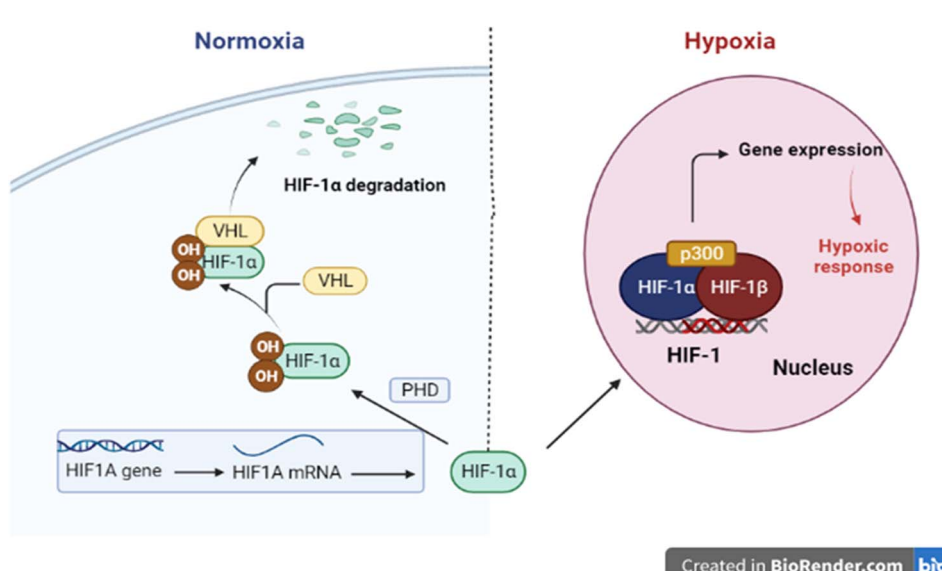 Normoxia
Hypoxia
HIF-1α degradation
VHL
OH
HIF-1α
OH
VHL
OH
HIF-1α
OH
PHD
HIF1A gene
HIF1A mRNA
HIF-1α
Gene expression
Hypoxic
response
p300
HIF-1α
HIF-1β
HIF-1
Nucleus
Created in BioRender.com
bio